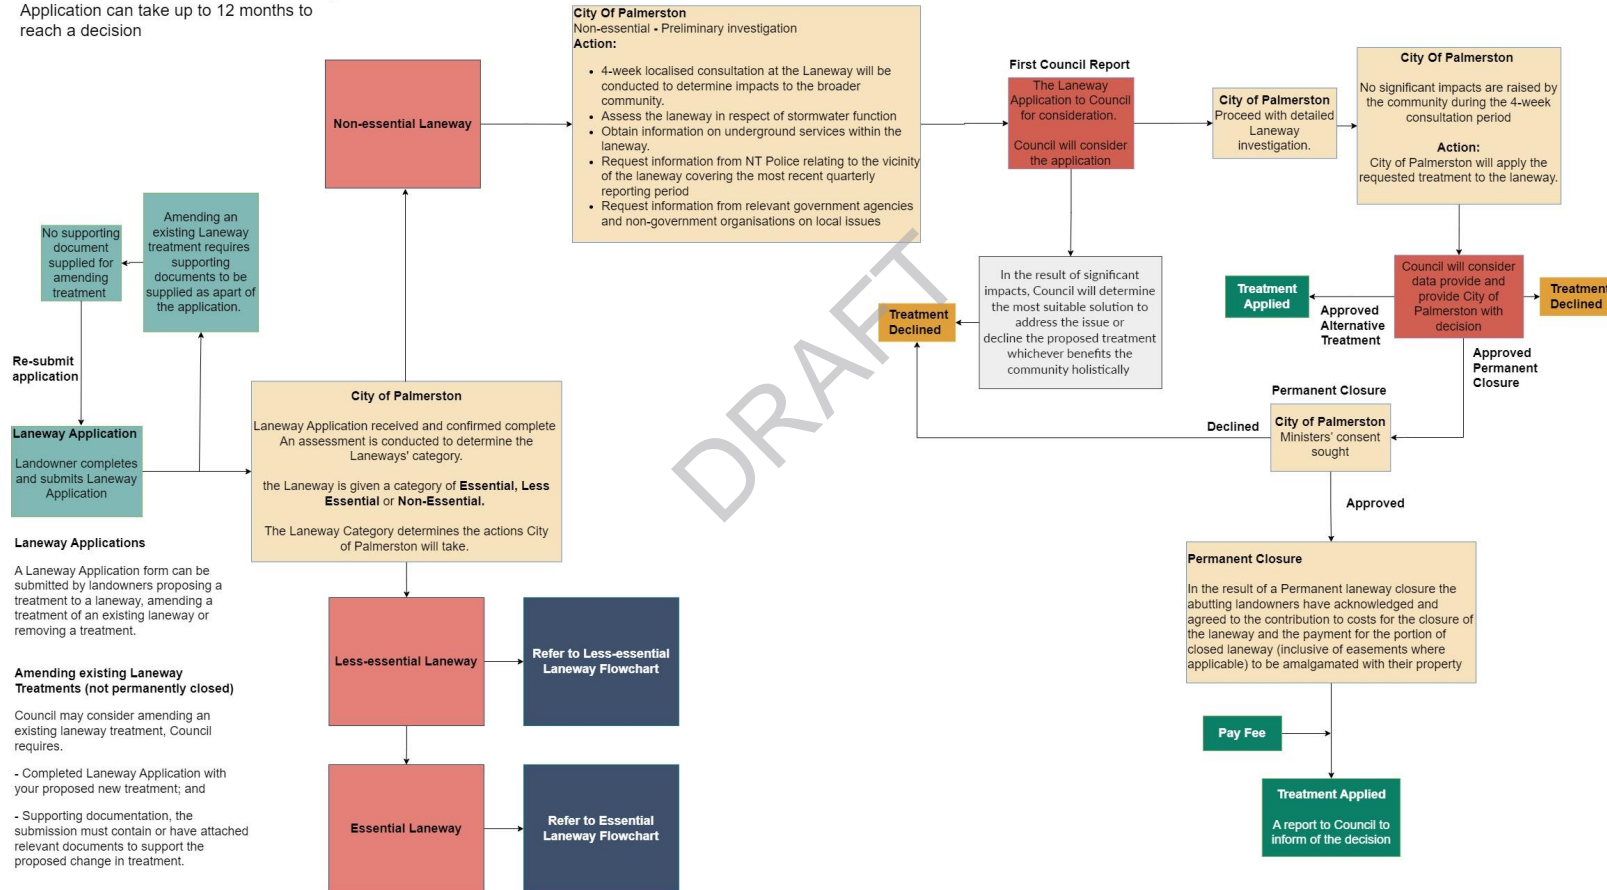 Application can take up to 12 months to
reach a decision
City Of Palmerston
Non-essential - Preliminary investigation
Action:
• 4-week localised consultation at the Laneway will be
conducted to determine impacts to the broader
community.
• Assess the laneway in respect of stormwater function
• Obtain information on underground services within the
laneway.
• Request information from NT Police relating to the vicinity
of the laneway covering the most recent quarterly
reporting period
• Request information from relevant government agencies
and non-government organisations on local issues
Non-essential Laneway
First Council Report
The Laneway
Application to Council
for consideration.
Council will consider
the application
City of Palmerston
Proceed with detailed
Laneway
investigation.
City Of Palmerston
No significant impacts are raised by
the community during the 4-week
consultation period
Action:
City of Palmerston will apply the
requested treatment to the laneway.
No supporting
document
supplied for
amending
treatment
Amending an
existing Laneway
treatment requires
supporting
documents to be
supplied as apart of
the application.
In the result of significant
impacts, Council will determine
the most suitable solution to
address the issue or
decline the proposed treatment
whichever benefits the
community holistically
Treatment
Declined
Treatment
Applied
Approved
Alternative
Treatment
Council will consider
data provide and
provide City of
Palmerston with
decision
Treatment
Declined
Approved
Permanent
Closure
Re-submit
application
Laneway Application
Landowner completes
and submits Laneway
Application
City of Palmerston
Laneway Application received and confirmed complete
An assessment is conducted to determine the
Laneways' category.
the Laneway is given a category of Essential, Less
Essential or Non-Essential.
The Laneway Category determines the actions City
of Palmerston will take.
DRAFT
Permanent Closure
City of Palmerston
Ministers' consent
sought
Declined
Approved
Laneway Applications
A Laneway Application form can be
submitted by landowners proposing a
treatment to a laneway, amending a
treatment of an existing laneway or
removing a treatment.
Amending existing Laneway
Treatments (not permanently closed)
Council may consider amending an
existing laneway treatment, Council
requires.
- Completed Laneway Application with
your proposed new treatment; and
- Supporting documentation, the
submission must contain or have attached
relevant documents to support the
proposed change in treatment.
Less-essential Laneway
Refer to Less-essential
Laneway Flowchart
Essential Laneway
Refer to Essential
Laneway Flowchart
Permanent Closure
In the result of a Permanent laneway closure the
abutting landowners have acknowledged and
agreed to the contribution to costs for the closure of
the laneway and the payment for the portion of
closed laneway (inclusive of easements where
applicable) to be amalgamated with their property
Pay Fee
Treatment Applied
A report to Council to
inform of the decision